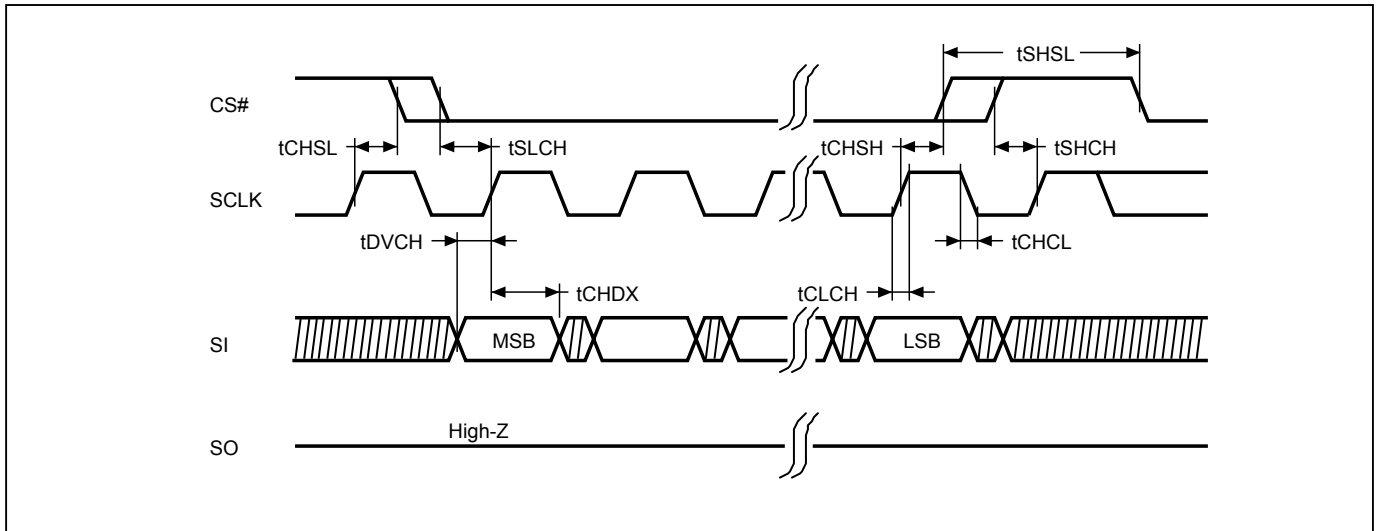 tSHSL
CS#
tCHSL
tSLCH
tCHSH
tSHCH
SCLK
tDVCH
tCHCL
tCHDX
tCLCH
SI
MSB
LSB
High-Z
SO